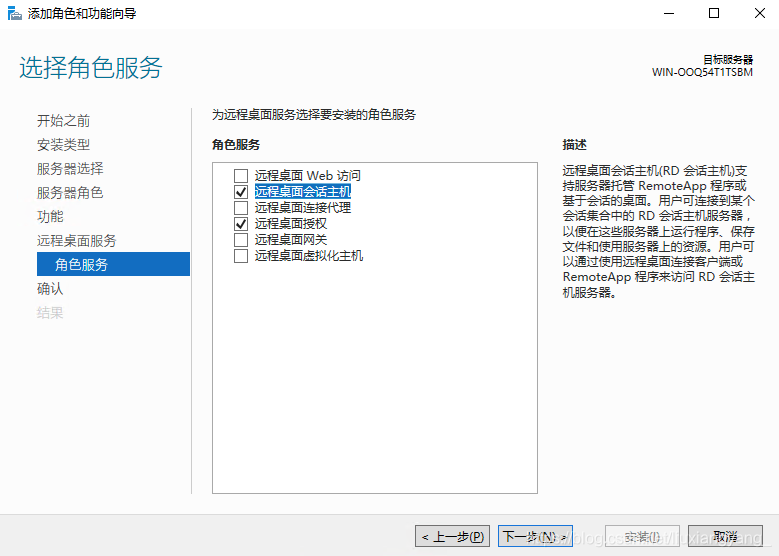 添加角色和功能向导
选择角色服务
目标服务器
WIN-OOQ54T1TSBM
开始之前
安装类型
服务器选择
服务器角色
功能
远程桌面服务
角色服务
确认
结果
为远程桌面服务选择要安装的角色服务
角色服务
远程桌面 Web 访问
远程桌面会话主机
远程桌面连接代理
远程桌面授权
远程桌面网关
远程桌面虚拟化主机
描述
远程桌面会话主机(RD 会话主机)支
持服务器托管 RemoteApp 程序或
基于会话的桌面。用户可连接到某个
会话集合中的 RD 会话主机服务器，
以便在这些服务器上运行程序、保存
文件和使用服务器上的资源。用户可
以通过使用远程桌面连接客户端或
RemoteApp 程序来访问 RD 会话主
机服务器。
< 上一步(P)
下一步(N) >
安装(I)
取消